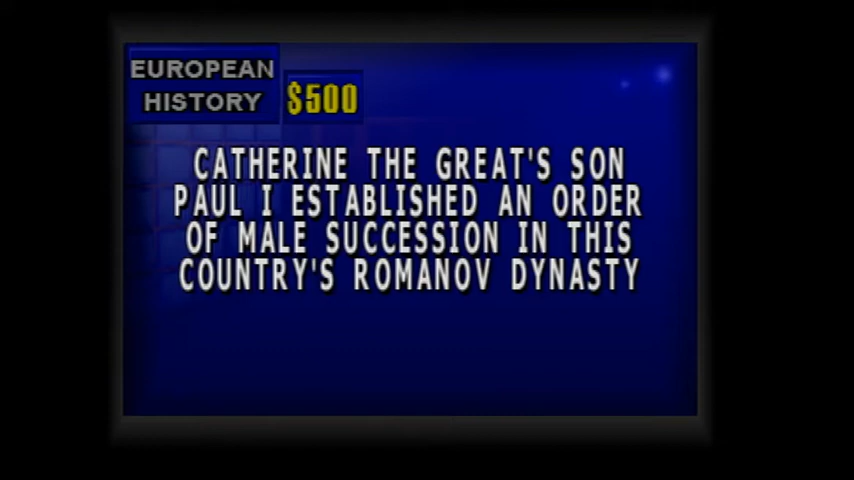 EUROPEAN
HISTORY
$500
CATHERINE THE GREAT'S SON
PAUL I ESTABLISHED AN ORDER
OF MALE SUCCESSION IN THIS
COUNTRY'S ROMANOV DYNASTY